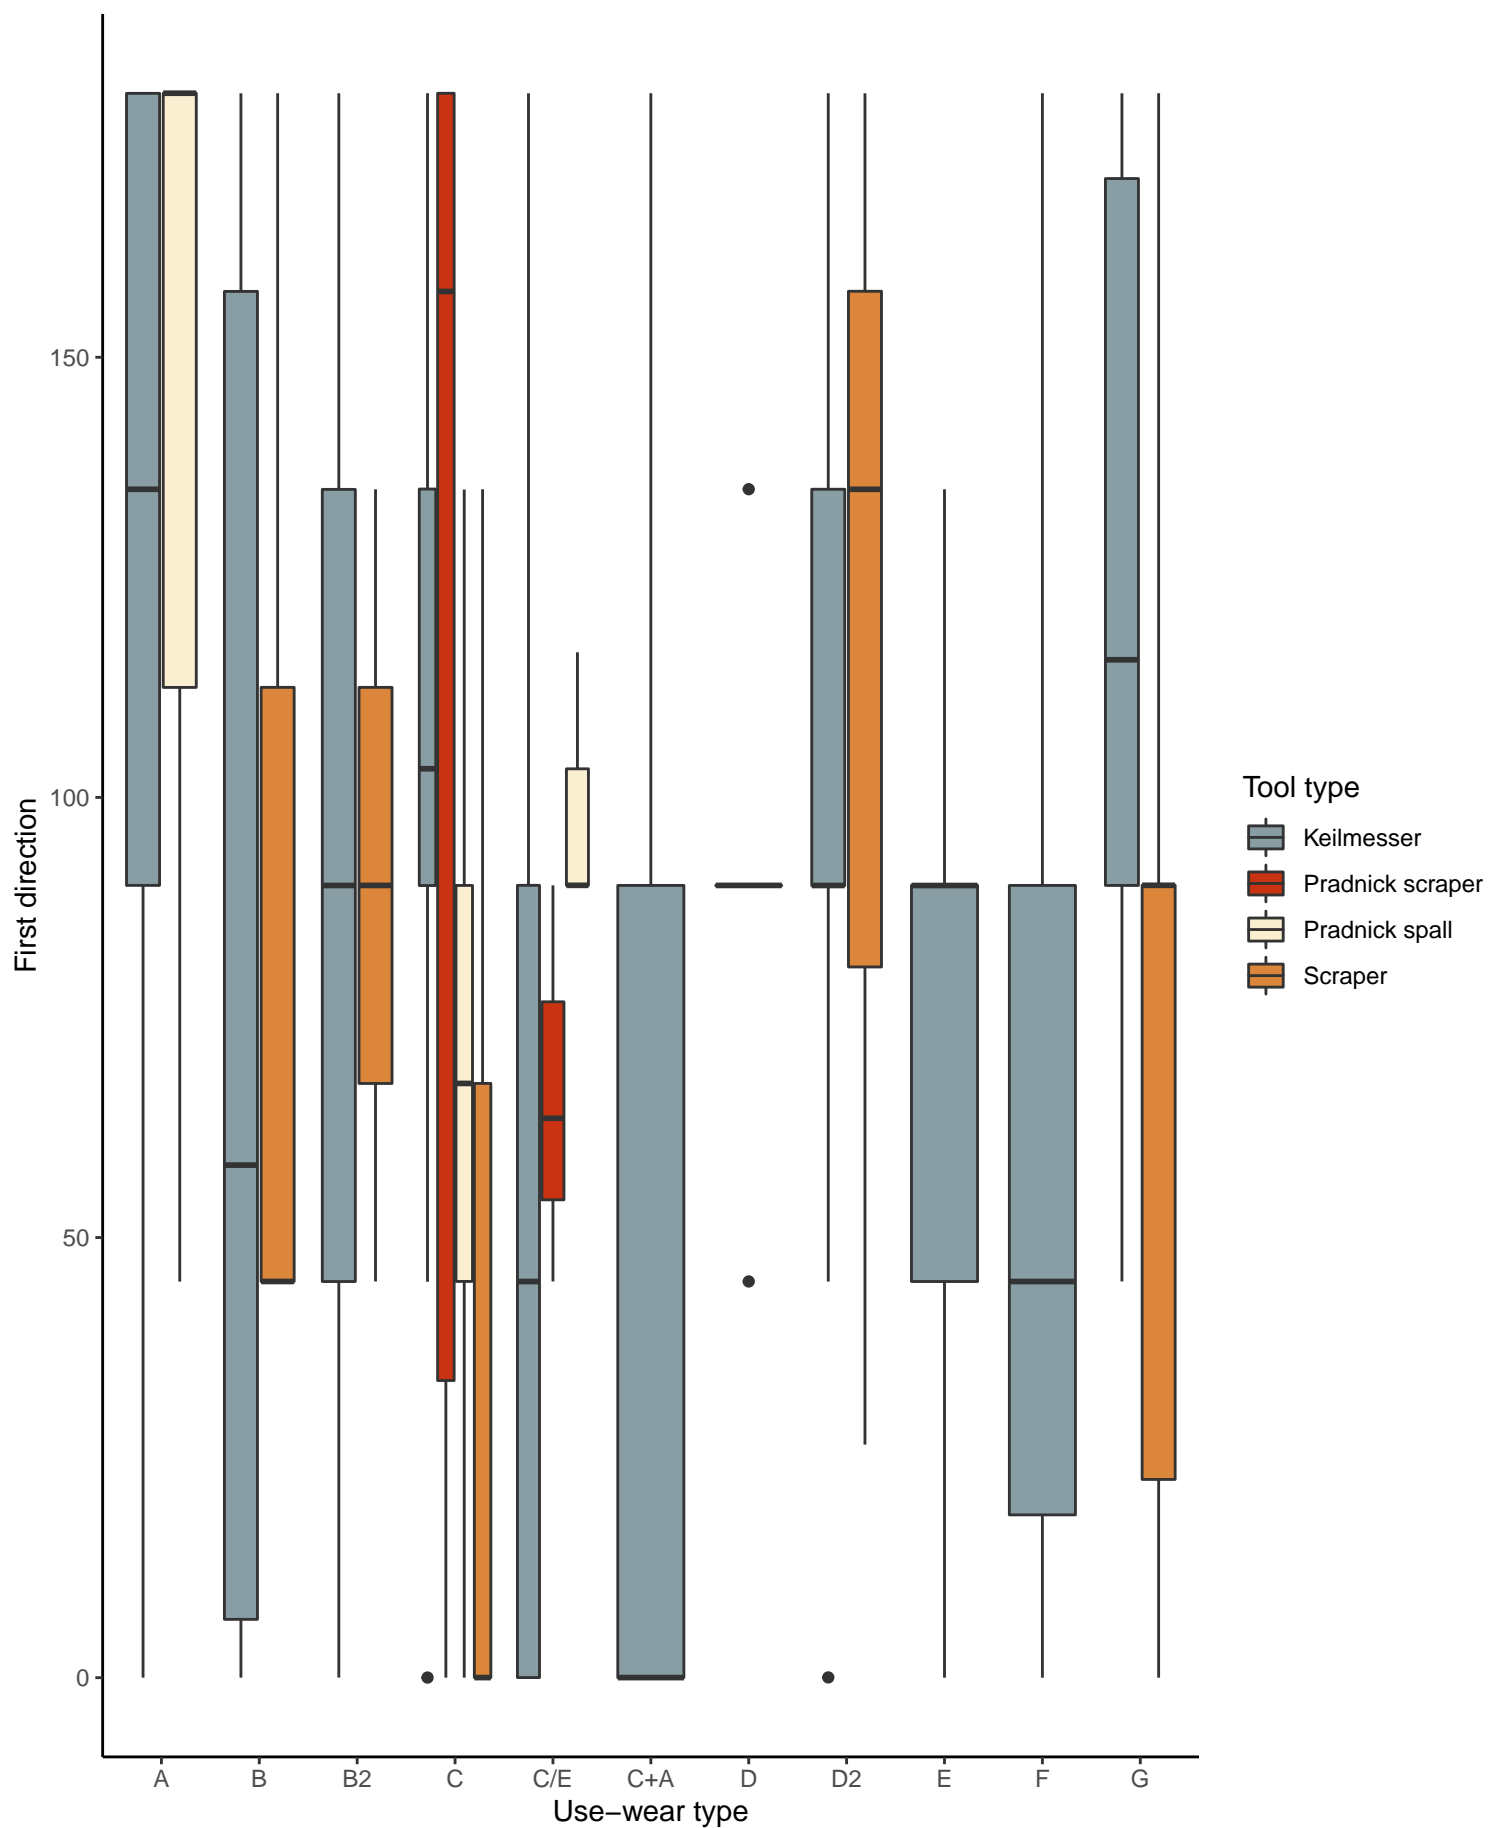 First direction
150
100
50
0
A B B2 C C/E C+A D D2 E F G
Use−wear type
Tool type
Keilmesser
Pradnick scraper
Pradnick spall
Scraper